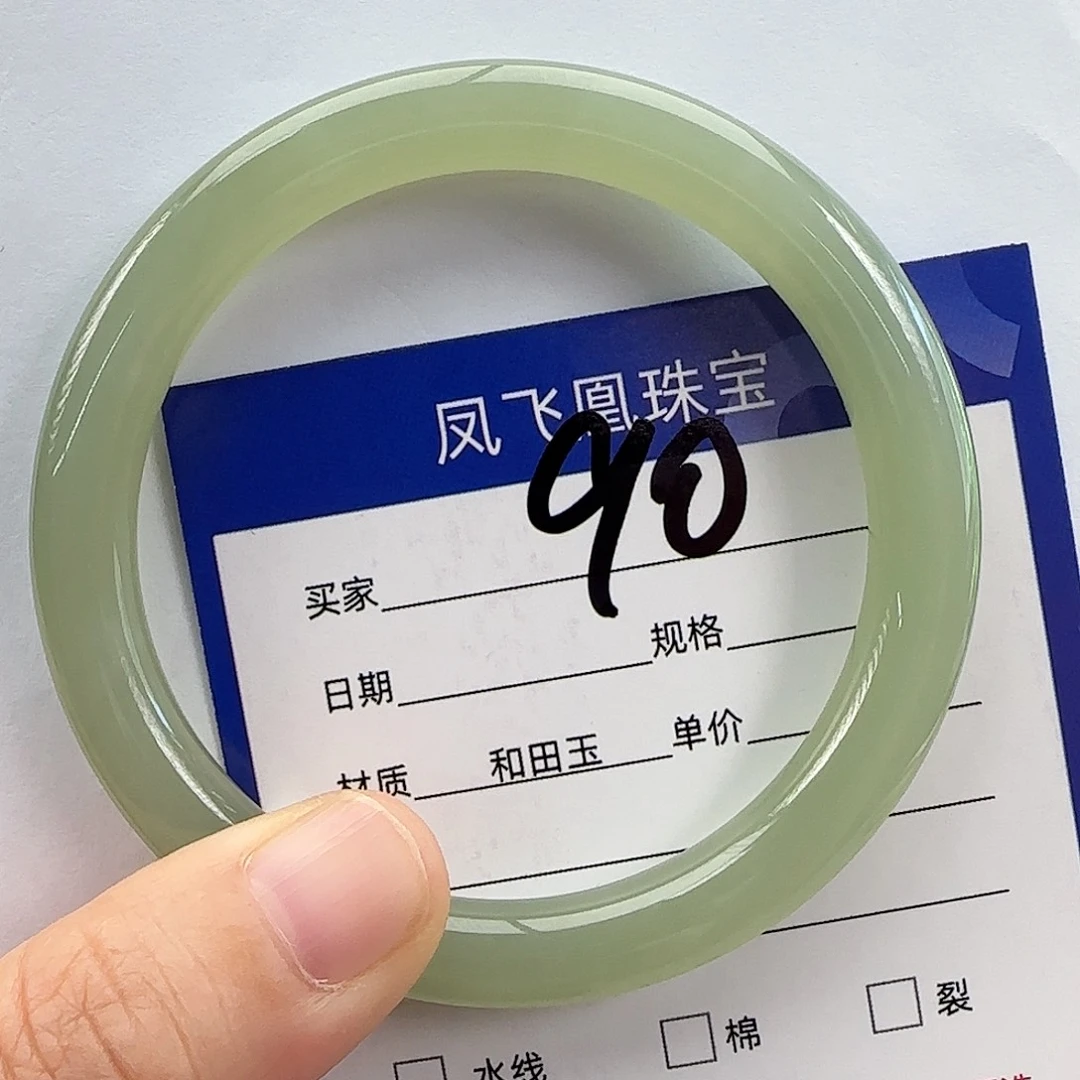 凤飞凰珠宝
90
买家
日期 规格
材质 和田玉 单价
水线 棉 裂